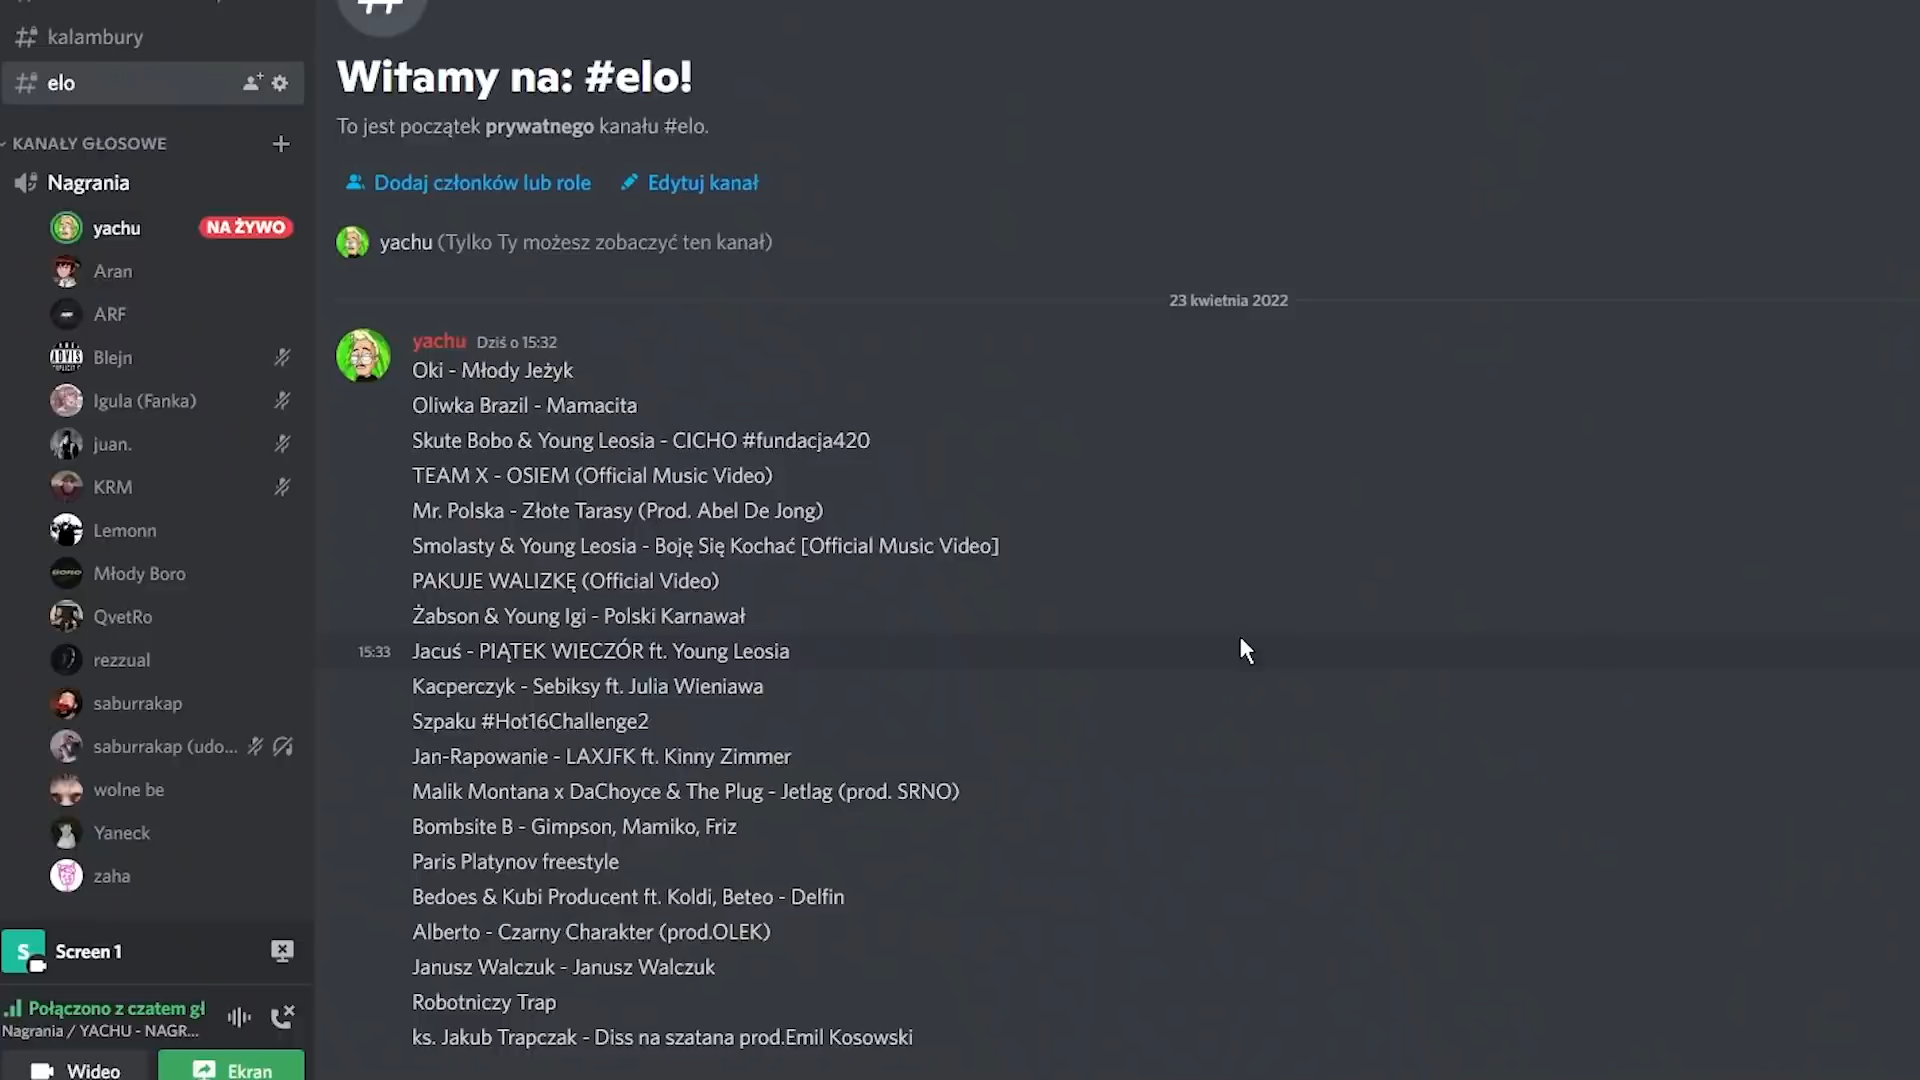 kalambury
elo
KANAŁY GŁOSOWE
Nagrania
yachu NA ŻYWO
Aran
ARF
Blejn
Igula (Fanka)
juan.
KRM
Lemonn
Młody Boro
QvetRo
rezzual
saburrakap
saburrakap (udo...
wolne be
Yaneck
zaha
S Screen 1
Połączono z czatem gł
Nagrania / YACHU - NAGR...
Wideo Ekran
Witamy na: #elo!
To jest początek prywatnego kanału #elo.
Dodaj członków lub role Edytuj kanał
yachu (Tylko Ty możesz zobaczyć ten kanał)
23 kwietnia 2022
yachu Dziś o 15:32
Oki - Młody Jeżyk
Oliwka Brazil - Mamacita
Skute Bobo & Young Leosia - CICHO #fundacja420
TEAM X - OSIEM (Official Music Video)
Mr. Polska - Złote Tarasy (Prod. Abel De Jong)
Smolasty & Young Leosia - Boję Się Kochać [Official Music Video]
PAKUJE WALIZKĘ (Official Video)
Żabson & Young Igi - Polski Karnawał
15:33 Jacuś - PIĄTEK WIECZÓR ft. Young Leosia
Kacperczyk - Sebiksy ft. Julia Wieniawa
Szpaku #Hot16Challenge2
Jan-Rapowanie - LAXJFK ft. Kinny Zimmer
Malik Montana x DaChoyce & The Plug - Jetlag (prod. SRNO)
Bombsite B - Gimpson, Mamiko, Friz
Paris Platynov freestyle
Bedoes & Kubi Producent ft. Koldi, Beteo - Delfin
Alberto - Czarny Charakter (prod.OLEK)
Janusz Walczuk - Janusz Walczuk
Robotniczy Trap
ks. Jakub Trapczak - Diss na szatana prod.Emil Kosowski